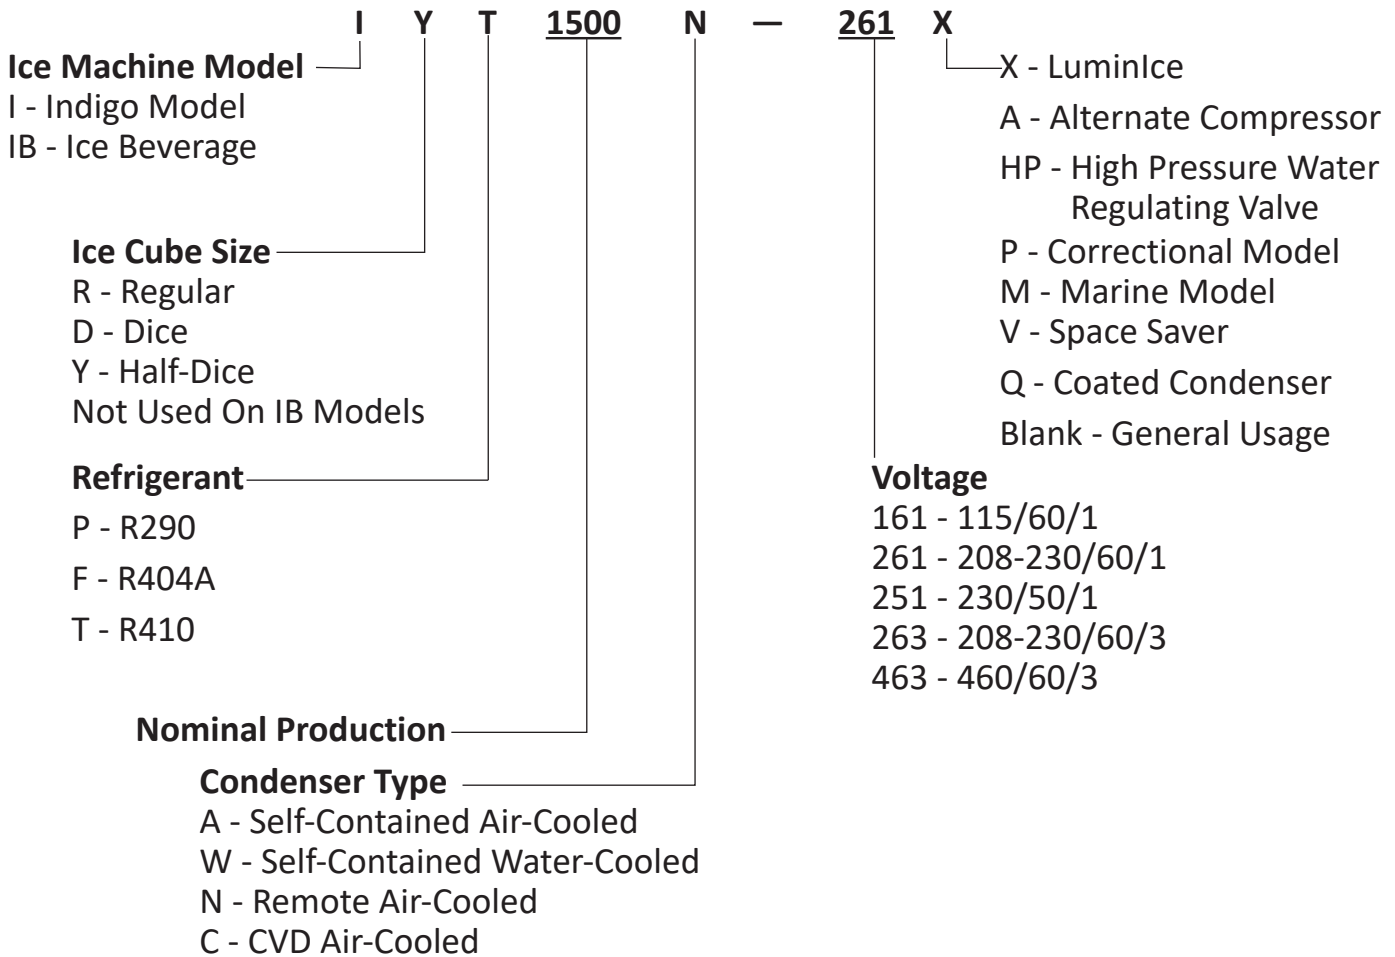 I Y T 1500 N — 261 X
Ice Machine Model
I - Indigo Model
IB - Ice Beverage
Ice Cube Size
R - Regular
D - Dice
Y - Half-Dice
Not Used On IB Models
Refrigerant
P - R290
F - R404A
T - R410
Nominal Production
Condenser Type
A - Self-Contained Air-Cooled
W - Self-Contained Water-Cooled
N - Remote Air-Cooled
C - CVD Air-Cooled
X - LuminIce
A - Alternate Compressor
HP - High Pressure Water
Regulating Valve
P - Correctional Model
M - Marine Model
V - Space Saver
Q - Coated Condenser
Blank - General Usage
Voltage
161 - 115/60/1
261 - 208-230/60/1
251 - 230/50/1
263 - 208-230/60/3
463 - 460/60/3